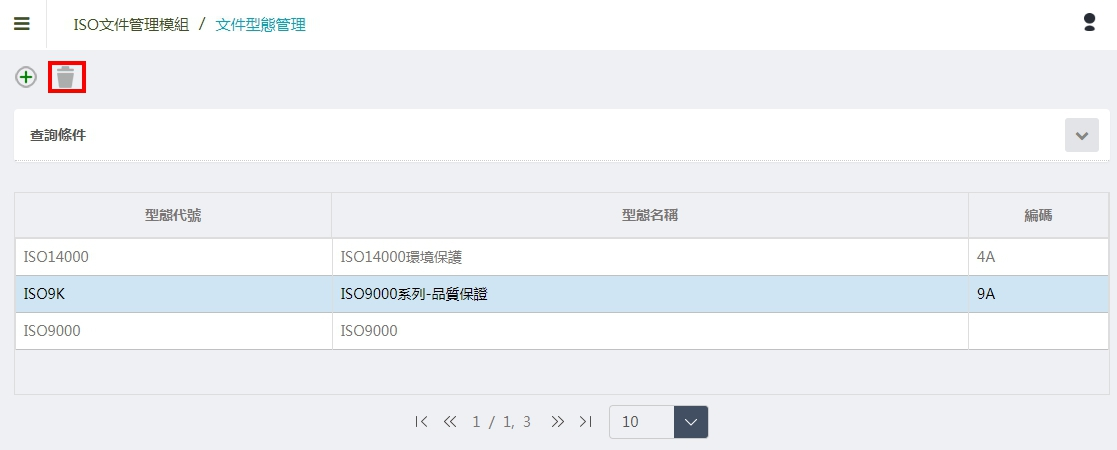 ISO文件管理模組 / 文件型態管理
查詢條件
型態代號 型態名稱 編碼
ISO14000 ISO14000環境保護 4A
ISO9K ISO9000系列-品質保證 9A
ISO9000 ISO9000
1 / 1, 3 10